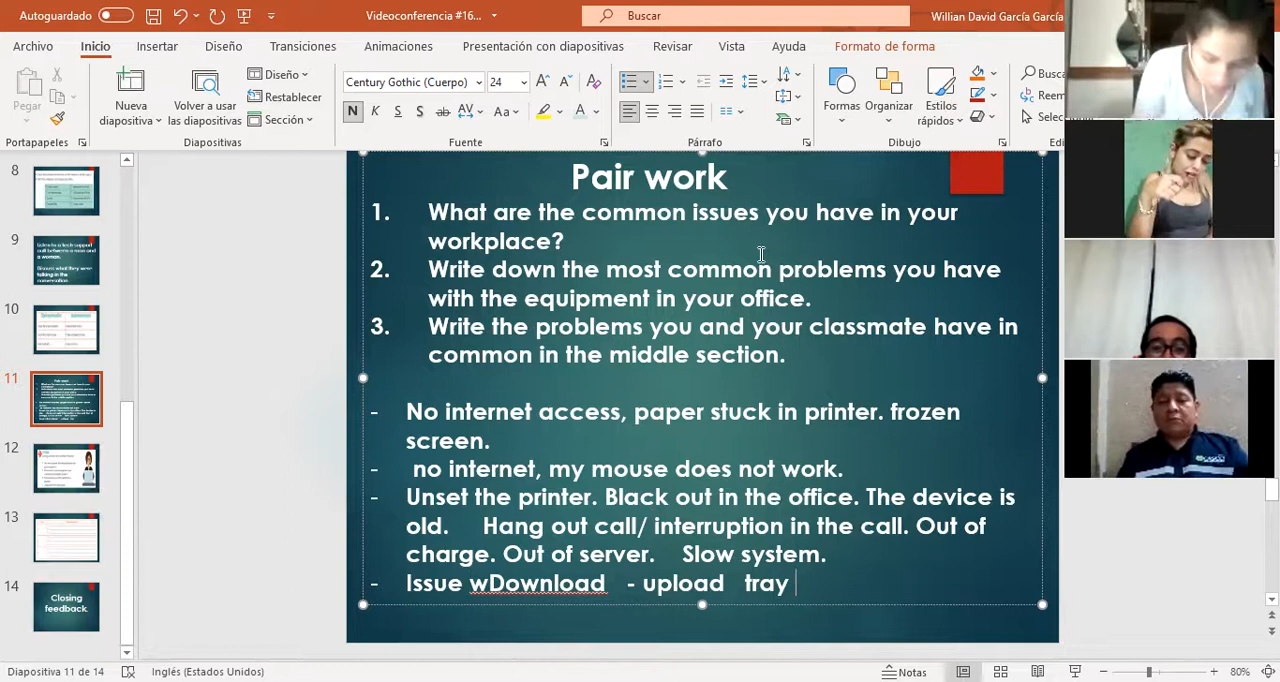 Autoguardado
Videoconferencia #16...
Buscar
Willian David García García
Archivo Inicio Insertar Diseño Transiciones Animaciones Presentación con diapositivas Revisar Vista Ayuda Formato de forma
Pegar
Nueva diapositiva
Volver a usar las diapositivas
Diseño
Restablecer
Sección
Century Gothic (Cuerpo) 24
N K S S ab AV Aa A
Formas
Organizar
Estilos rápidos
Portapapeles Diapositivas Fuente Párrafo Dibujo
8
9
10
11
12
13
14
Closing
feedback.
Pair work
1. What are the common issues you have in your
workplace?
2. Write down the most common problems you have
with the equipment in your office.
3. Write the problems you and your classmate have in
common in the middle section.
- No internet access, paper stuck in printer. frozen
screen.
- no internet, my mouse does not work.
- Unset the printer. Black out in the office. The device is
old. Hang out call/ interruption in the call. Out of
charge. Out of server. Slow system.
- Issue wDownload - upload tray
Diapositiva 11 de 14 Inglés (Estados Unidos)
Notas
80%